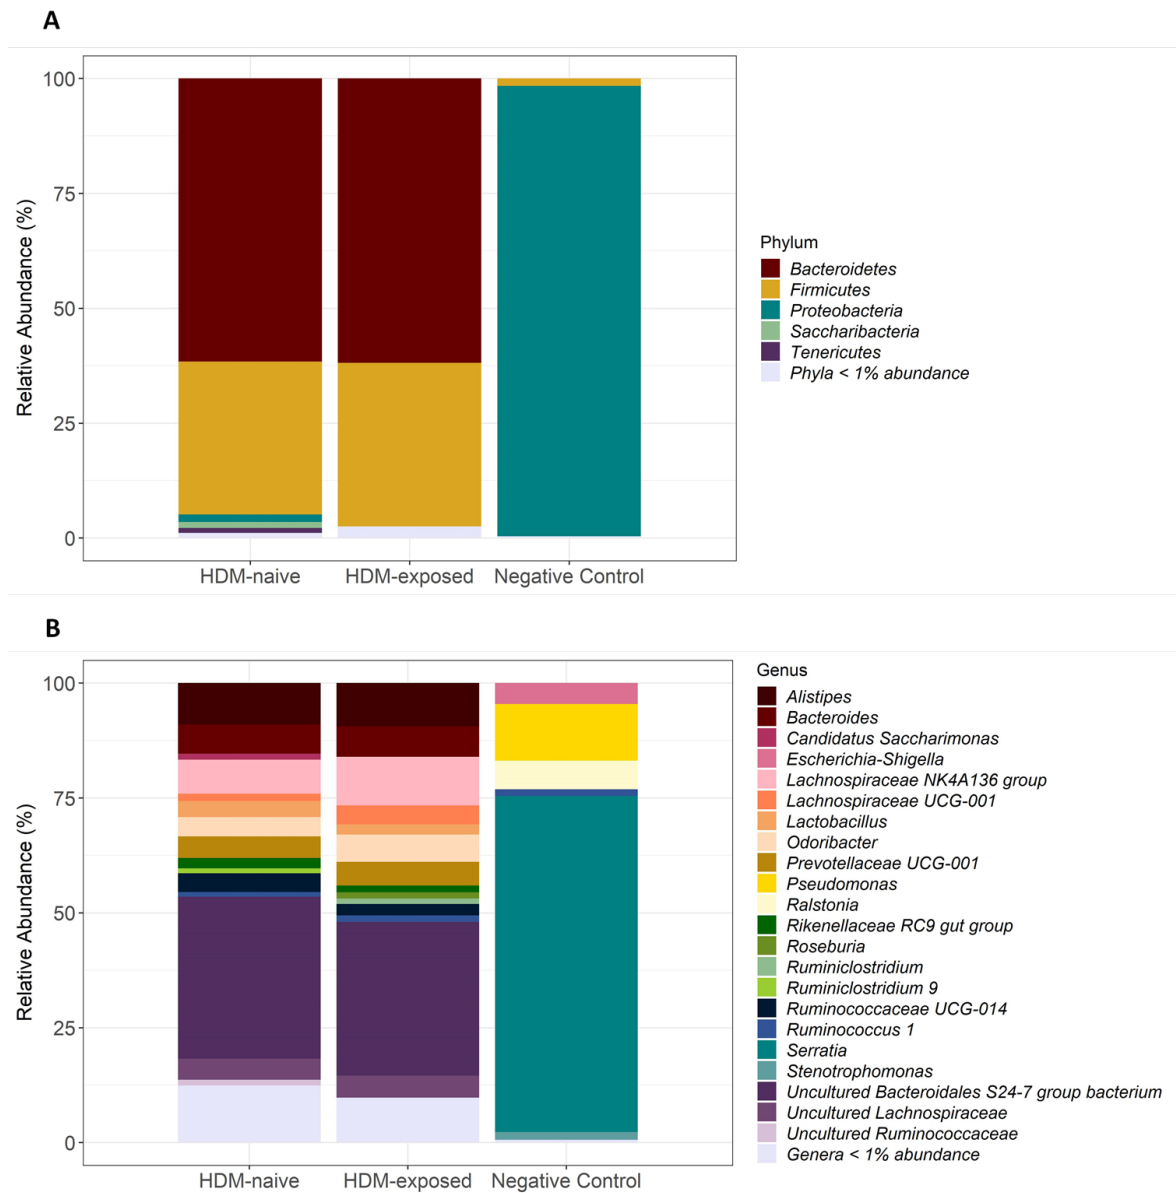 A
Relative Abundance (%)
100
75
50
25
0
HDM-naive
HDM-exposed
Negative Control
Phylum
Bacteroidetes
Firmicutes
Proteobacteria
Saccharibacteria
Tenericutes
Phyla < 1% abundance
B
Relative Abundance (%)
100
75
50
25
0
HDM-naive
HDM-exposed
Negative Control
Genus
Alistipes
Bacteroides
Candidatus Saccharimonas
Escherichia-Shigella
Lachnospiraceae NK4A136 group
Lachnospiraceae UCG-001
Lactobacillus
Odoribacter
Prevotellaceae UCG-001
Pseudomonas
Ralstonia
Rikenellaceae RC9 gut group
Roseburia
Ruminiclostridium
Ruminiclostridium 9
Ruminococcaceae UCG-014
Ruminococcus 1
Serratia
Stenotrophomonas
Uncultured Bacteroidales S24-7 group bacterium
Uncultured Lachnospiraceae
Uncultured Ruminococcaceae
Genera < 1% abundance